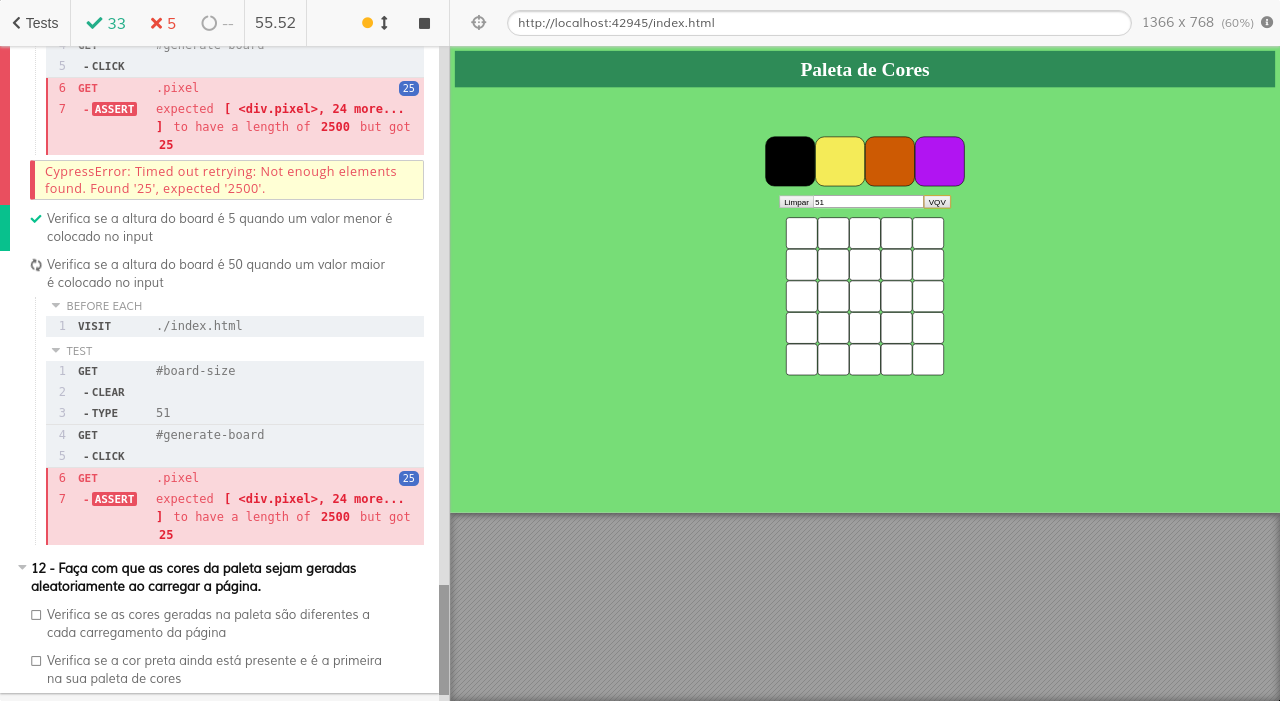 Tests
33
5
--
55.52
http://localhost:42945/index.html
1366 x 768 (60%)
4 GET #generate-board
5 - CLICK
6 GET .pixel 25
7 - ASSERT expected [ <div.pixel>, 24 more...
] to have a length of 2500 but got
25
CypressError: Timed out retrying: Not enough elements
found. Found '25', expected '2500'.
Verifica se a altura do board é 5 quando um valor menor é
colocado no input
Verifica se a altura do board é 50 quando um valor maior
é colocado no input
BEFORE EACH
1 VISIT ./index.html
TEST
1 GET #board-size
2 - CLEAR
3 - TYPE 51
4 GET #generate-board
5 - CLICK
6 GET .pixel 25
7 - ASSERT expected [ <div.pixel>, 24 more...
] to have a length of 2500 but got
25
12 - Faça com que as cores da paleta sejam geradas
aleatoriamente ao carregar a página.
Verifica se as cores geradas na paleta são diferentes a
cada carregamento da página
Verifica se a cor preta ainda está presente e é a primeira
na sua paleta de cores
Paleta de Cores
Limpar 51 VQV